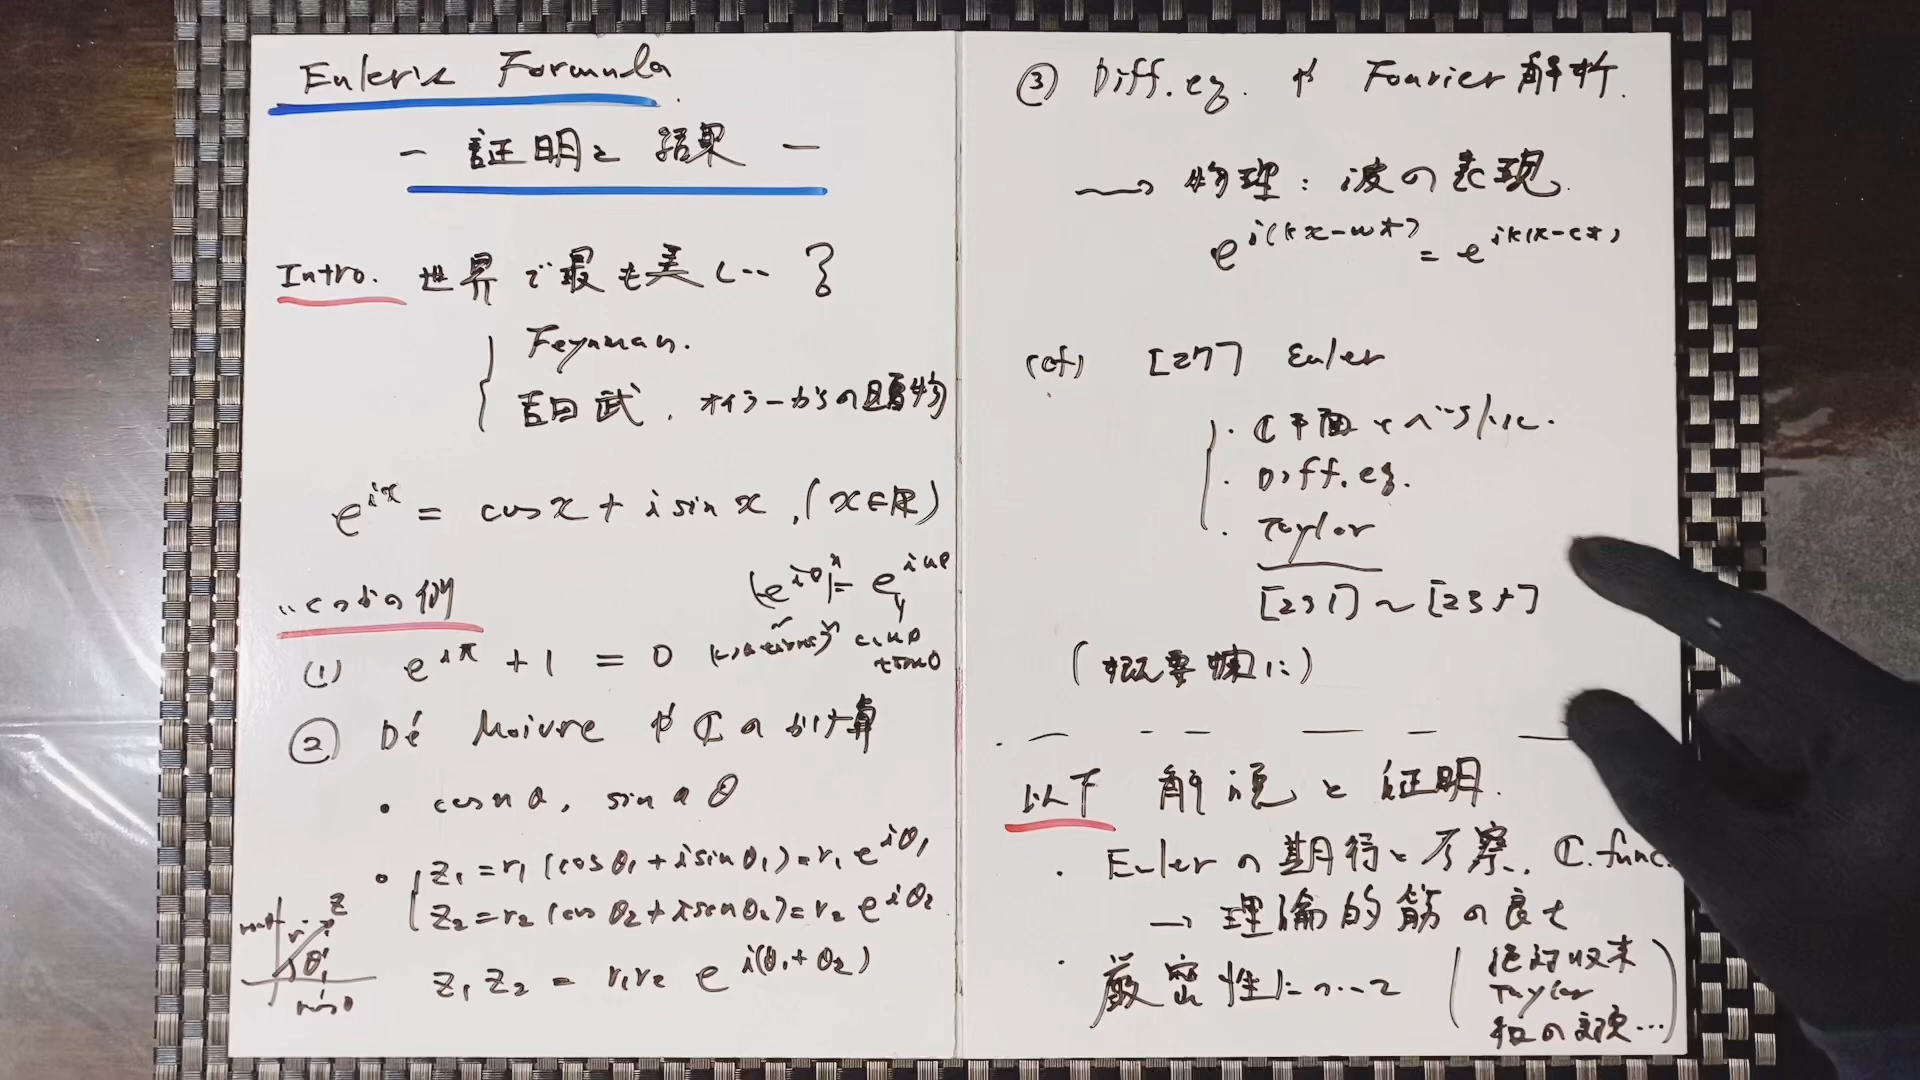 Euler's Formula
- 証明と結果 -
Intro. 世界で最も美し…?
Feynman.
吉田武, オイラーからの贈物
e^{ix} = cos x + i sin x, (x∈ℝ)
いくつかの例
(e^{iθ})^n = e^{inθ}
(1) e^{iπ} + 1 = 0
② De Moivre や ℂ の計算
• cos nθ, sin nθ
• z₁ = r₁ (cos θ₁ + i sin θ₁) = r₁ e^{iθ₁}
z₂ = r₂ (cos θ₂ + i sin θ₂) = r₂ e^{iθ₂}
z r θ
z₁ z₂ = r₁r₂ e^{i(θ₁+θ₂)}
③ Diff. eq. や Fourier 解析.
→ 物理 : 波の表現.
e^{i(kx-ωt)} = e^{ik(x-ct)}
(cf) [27] Euler
・ℂ平面とベクトル.
・Diff. eq.
・Taylor
(概要欄に)
以下 解説と証明.
・Euler の 考察, ℂ. func.
→ 理論的筋の良さ
・厳密性について
(絶対収束
Taylor
…)